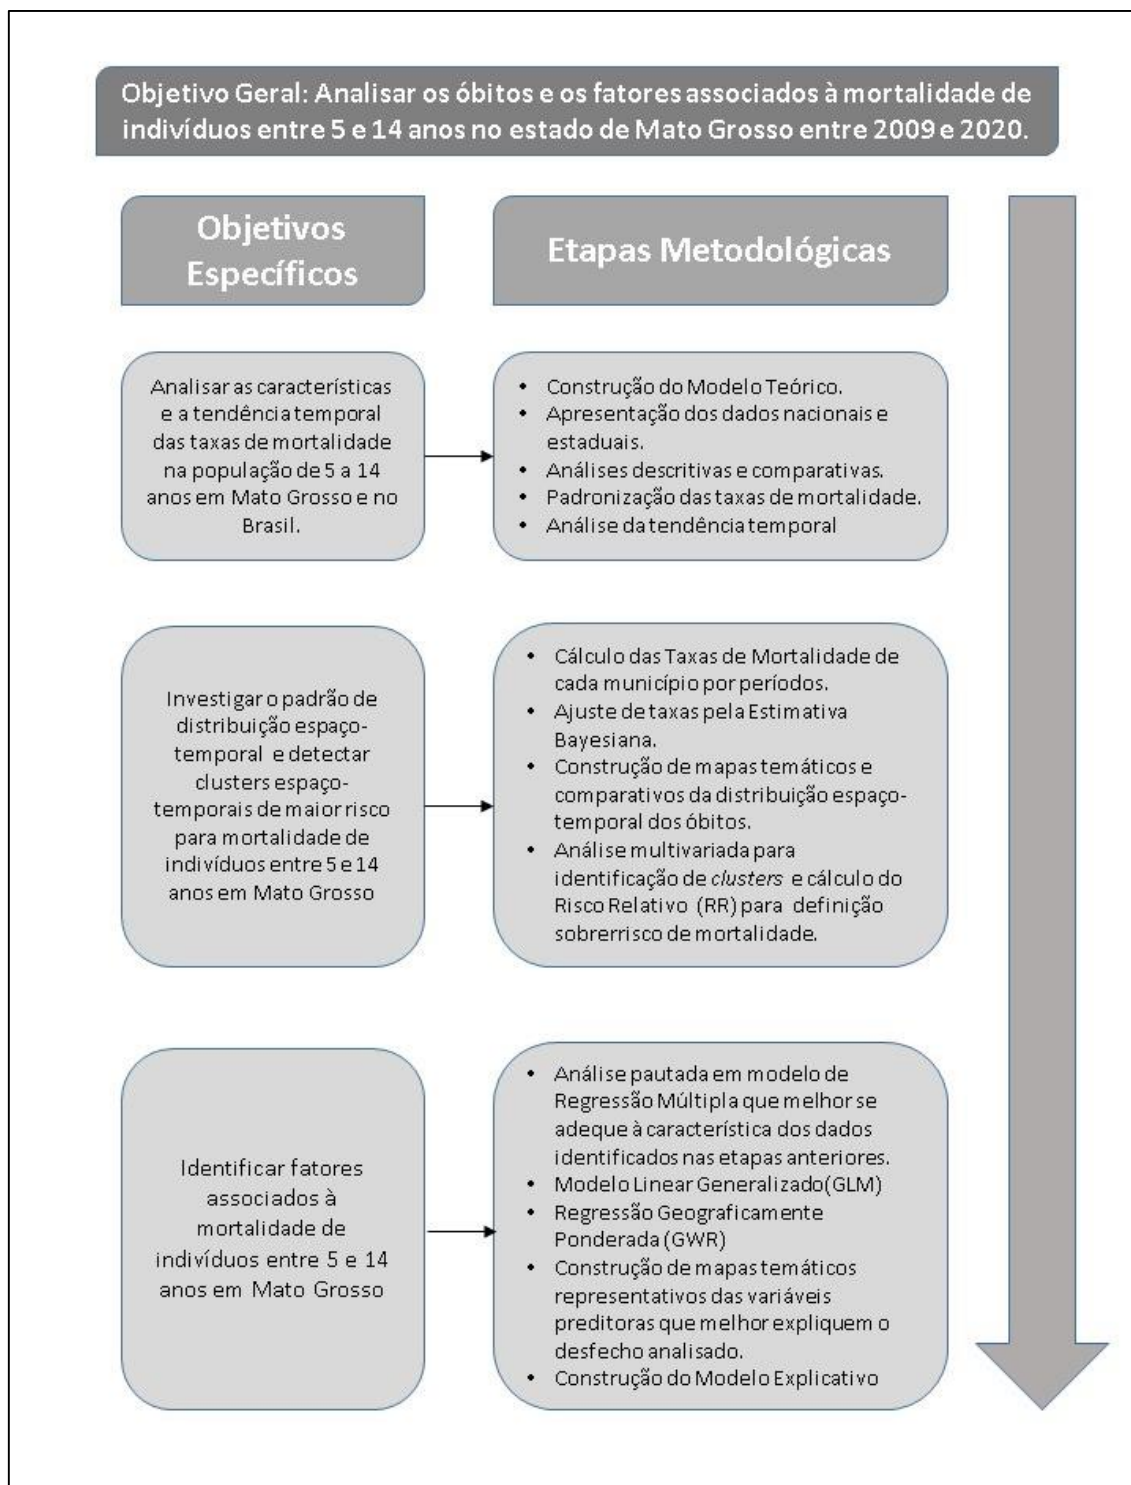 Objetivo Geral: Analisar os óbitos e os fatores associados à mortalidade de
indivíduos entre 5 e 14 anos no estado de Mato Grosso entre 2009 e 2020.
Objetivos
Específicos
Etapas Metodológicas
Analisar as características
e a tendência temporal
das taxas de mortalidade
na população de 5 a 14
anos em Mato Grosso e no
Brasil.
• Construção do Modelo Teórico.
• Apresentação dos dados nacionais e
estaduais.
• Análises descritivas e comparativas.
• Padronização das taxas de mortalidade.
• Análise da tendência temporal
Investigar o padrão de
distribuição espaço-
temporal e detectar
clusters espaço-
temporais de maior risco
para mortalidade de
indivíduos entre 5 e 14
anos em Mato Grosso
• Cálculo das Taxas de Mortalidade de
cada município por períodos.
• Ajuste de taxas pela Estimativa
Bayesiana.
• Construção de mapas temáticos e
comparativos da distribuição espaço-
temporal dos óbitos.
• Análise multivariada para
identificação de clusters e cálculo do
Risco Relativo (RR) para definição
sobrerrisco de mortalidade.
Identificar fatores
associados à
mortalidade de
indivíduos entre 5 e 14
anos em Mato Grosso
• Análise pautada em modelo de
Regressão Múltipla que melhor se
adeque à característica dos dados
identificados nas etapas anteriores.
• Modelo Linear Generalizado(GLM)
• Regressão Geograficamente
Ponderada (GWR)
• Construção de mapas temáticos
representativos das variáveis
preditoras que melhor expliquem o
desfecho analisado.
• Construção do Modelo Explicativo